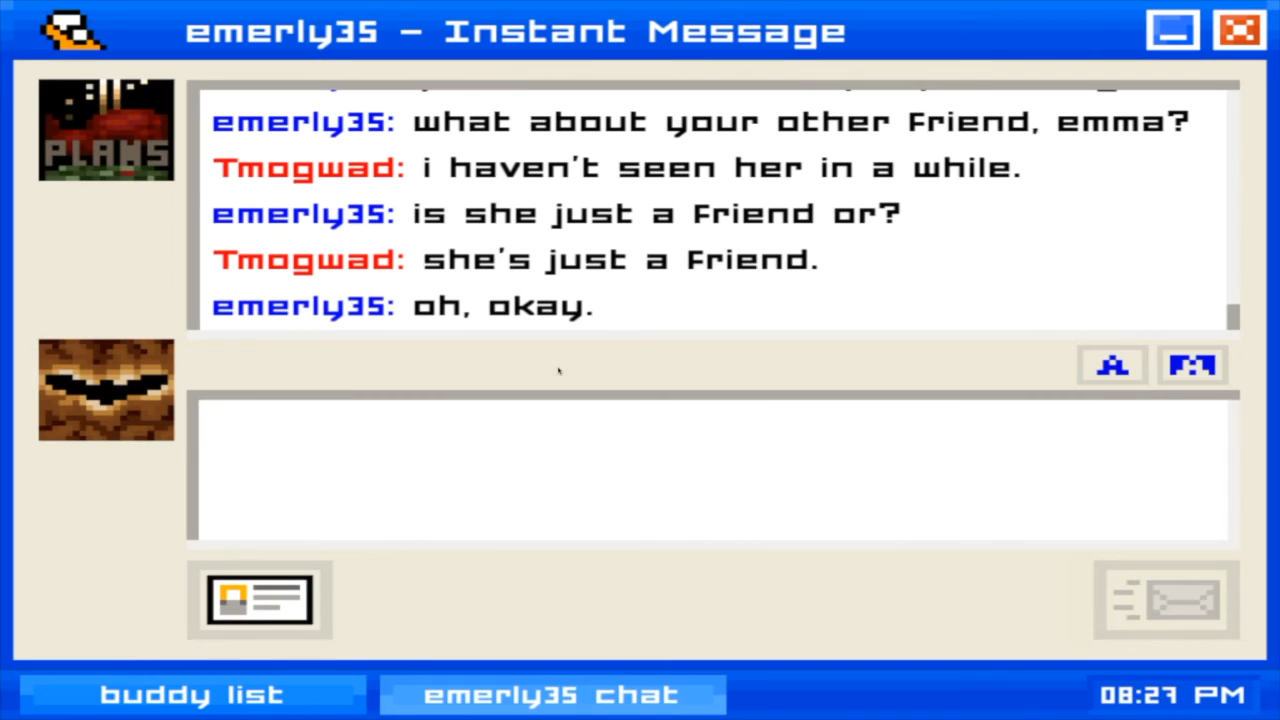 emerly35 - Instant Message
PLANS
emerly35: what about your other friend, emma?
Tmogwad: i haven't seen her in a while.
emerly35: is she just a friend or?
Tmogwad: she's just a friend.
emerly35: oh, okay.
A
buddy list
emerly35 chat
08:27 PM